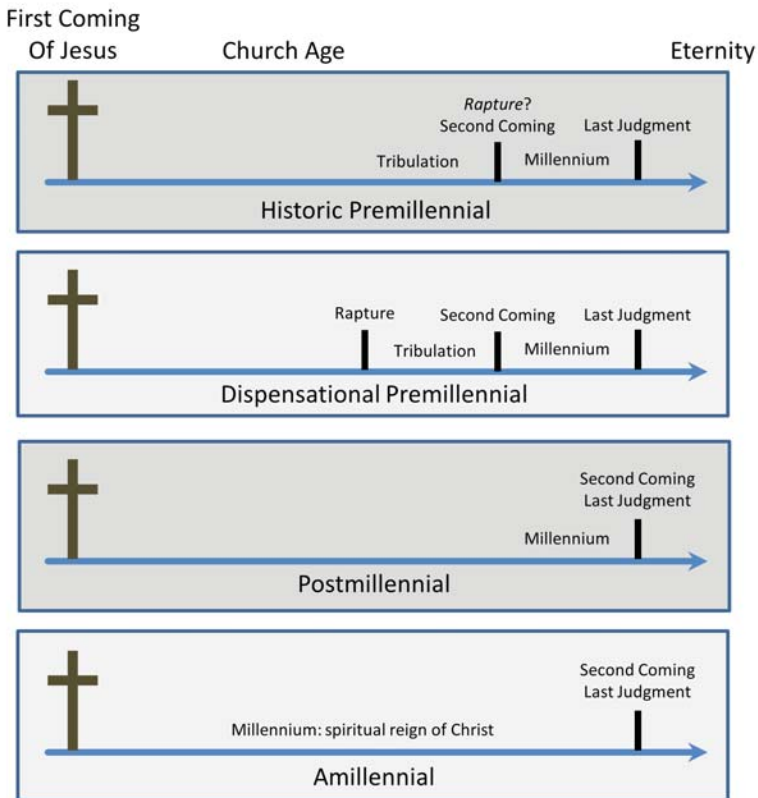 First Coming
Of Jesus Church Age Eternity
Rapture?
Second Coming Last Judgment
Tribulation Millennium
Historic Premillennial
Rapture Second Coming Last Judgment
Tribulation Millennium
Dispensational Premillennial
Second Coming
Last Judgment
Millennium
Postmillennial
Second Coming
Last Judgment
Millennium: spiritual reign of Christ
Amillennial